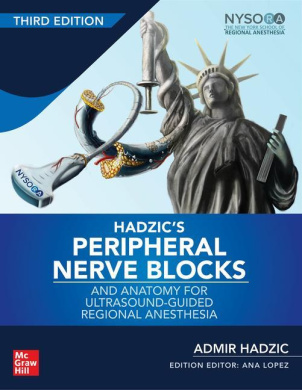 THIRD EDITION
NYSORA
THE NEW YORK SCHOOL OF
REGIONAL ANESTHESIA
NYSORA
HADZIC'S
PERIPHERAL
NERVE BLOCKS
AND ANATOMY FOR
ULTRASOUND-GUIDED
REGIONAL ANESTHESIA
Mc
Graw
Hill
ADMIR HADZIC
EDITION EDITOR: ANA LOPEZ